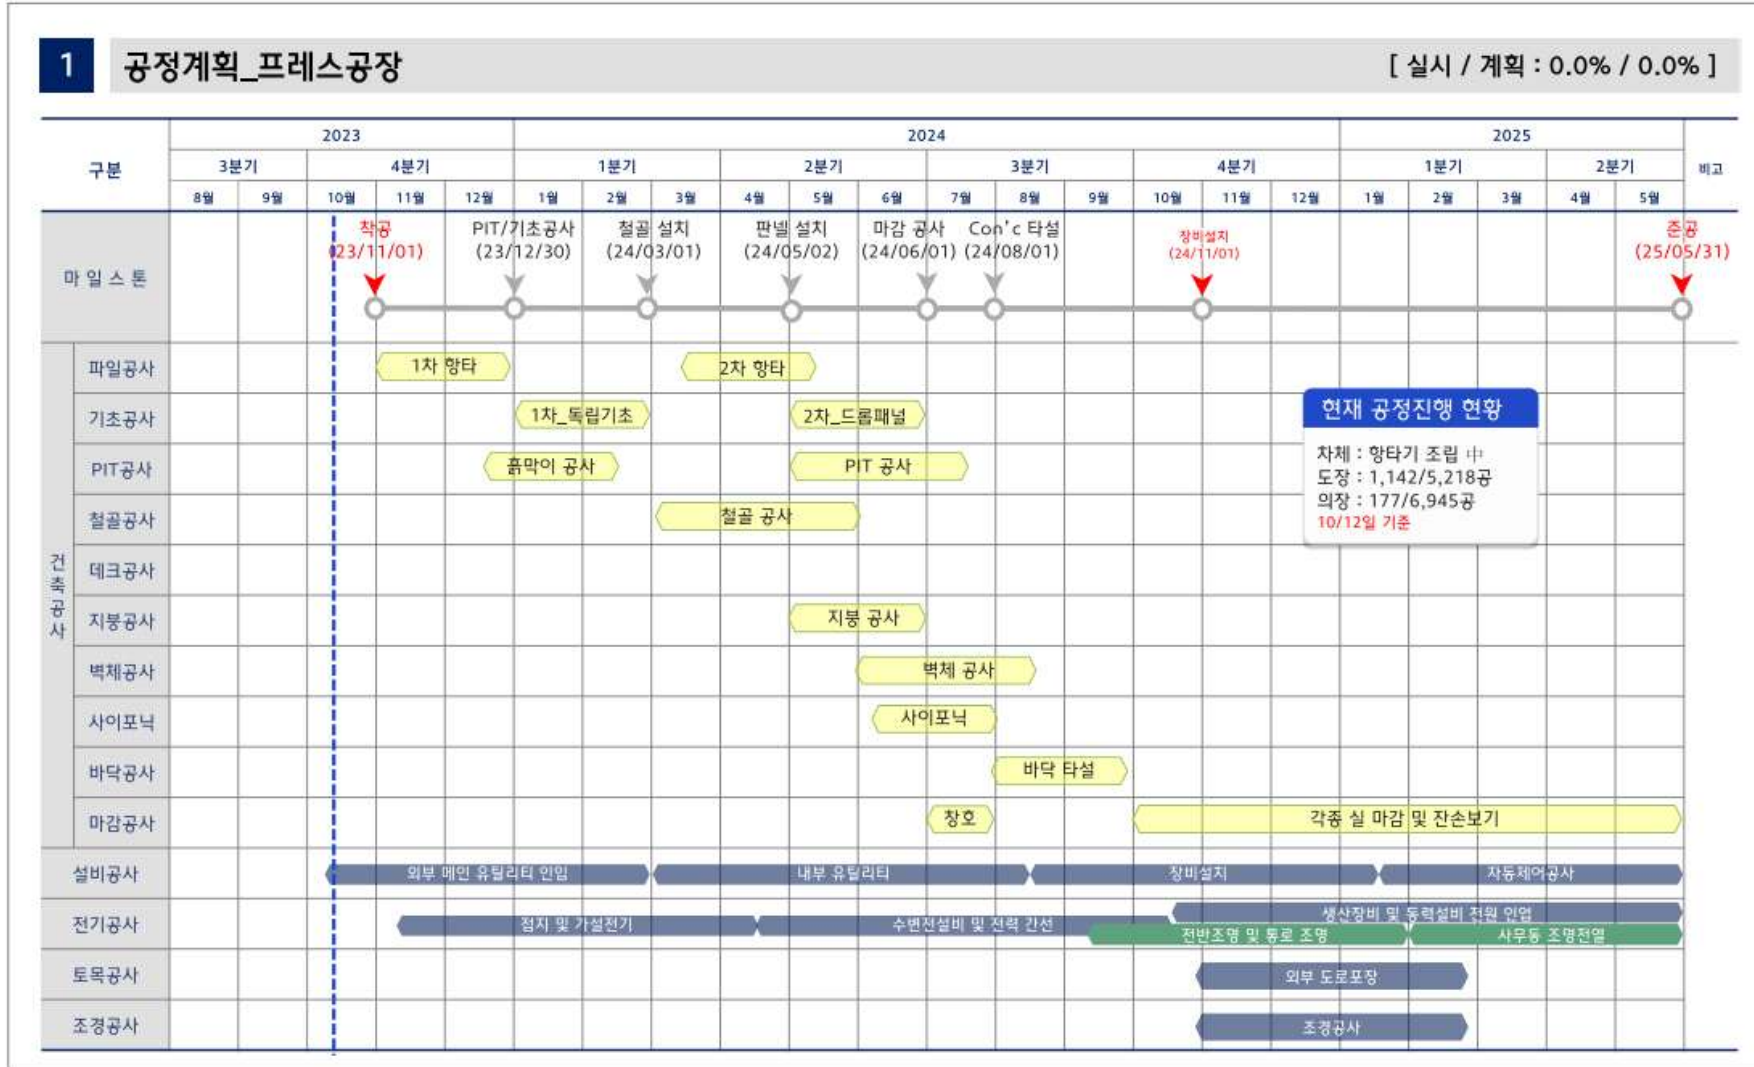 1 공정계획_프레스공장 [ 실시 / 계획 : 0.0% / 0.0% ]
구분 2023 2024 2025 비고
3분기 4분기 1분기 2분기 3분기 4분기 1분기 2분기
8월 9월 10월 11월 12월 1월 2월 3월 4월 5월 6월 7월 8월 9월 10월 11월 12월 1월 2월 3월 4월 5월
마일스톤
착공
(23/11/01)
PIT/기초공사
(23/12/30)
철골 설치
(24/03/01)
판넬 설치
(24/05/02)
마감 공사
(24/06/01)
Con'c 타설
(24/08/01)
장비설치
(24/11/01)
준공
(25/05/31)
건축공사
파일공사 1차 항타 2차 항타
기초공사 1차_독립기초 2차_드롭패널
PIT공사 흙막이 공사 PIT 공사
철골공사 철골 공사
데크공사
지붕공사 지붕 공사
벽체공사 벽체 공사
사이포닉 사이포닉
바닥공사 바닥 타설
마감공사 창호 각종 실 마감 및 잔손보기
현재 공정진행 현황
차체 : 항타기 조립 中
도장 : 1,142/5,218공
의장 : 177/6,945공
10/12일 기준
설비공사 외부 메인 유틸리티 인입 내부 유틸리티 장비설치 자동제어공사
전기공사 접지 및 가설전기 수변전설비 및 전력 간선 생산장비 및 동력설비 전원 인업
전반조명 및 통로 조명 사무동 조명전열
토목공사 외부 도로포장
조경공사 조경공사